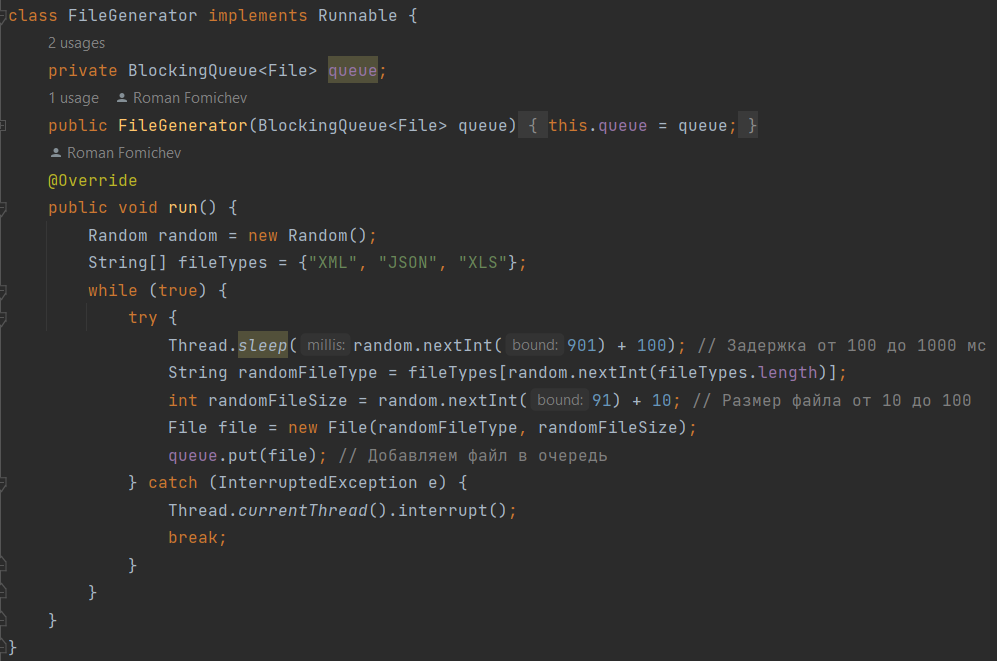 class FileGenerator implements Runnable {
2 usages
private BlockingQueue<File> queue;
1 usage Roman Fomichev
public FileGenerator(BlockingQueue<File> queue) { this.queue = queue; }
Roman Fomichev
@Override
public void run() {
Random random = new Random();
String[] fileTypes = {"XML", "JSON", "XLS"};
while (true) {
try {
Thread.sleep( millis: random.nextInt( bound: 901) + 100); // Задержка от 100 до 1000 мс
String randomFileType = fileTypes[random.nextInt(fileTypes.length)];
int randomFileSize = random.nextInt( bound: 91) + 10; // Размер файла от 10 до 100
File file = new File(randomFileType, randomFileSize);
queue.put(file); // Добавляем файл в очередь
} catch (InterruptedException e) {
Thread.currentThread().interrupt();
break;
}
}
}
}